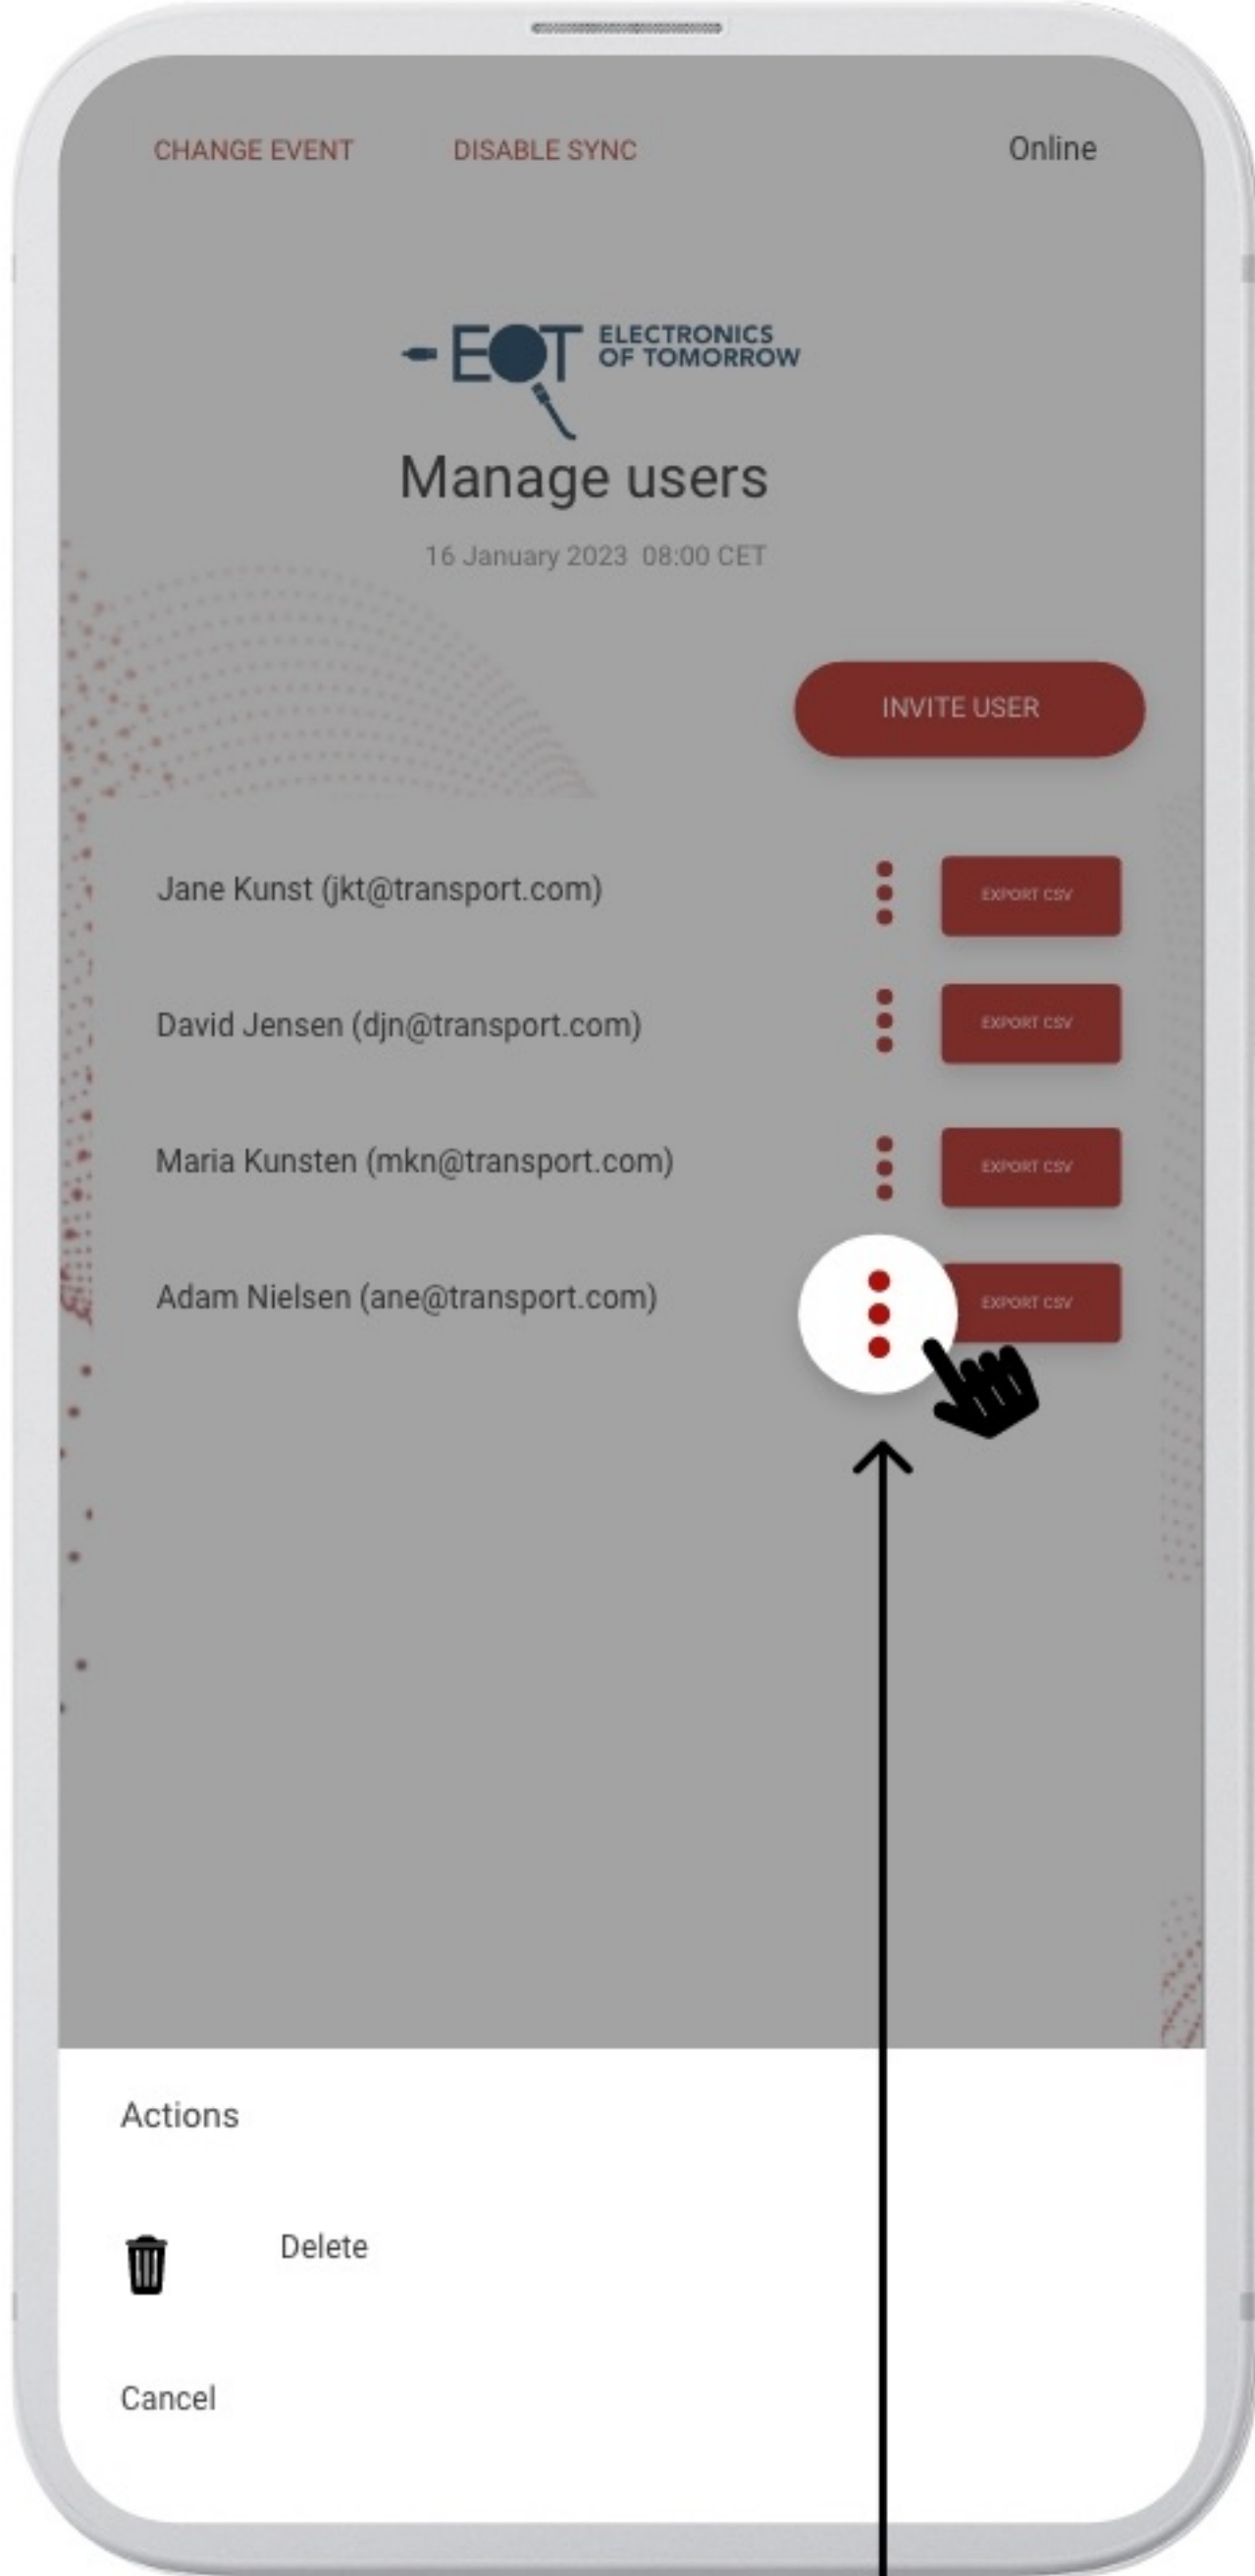 CHANGE EVENT DISABLE SYNC Online
EOT ELECTRONICS
OF TOMORROW
Manage users
16 January 2023 08:00 CET
INVITE USER
Jane Kunst (jkt@transport.com) EXPORT CSV
David Jensen (djn@transport.com) EXPORT CSV
Maria Kunsten (mkn@transport.com) EXPORT CSV
Adam Nielsen (ane@transport.com) EXPORT CSV
Actions
Delete
Cancel